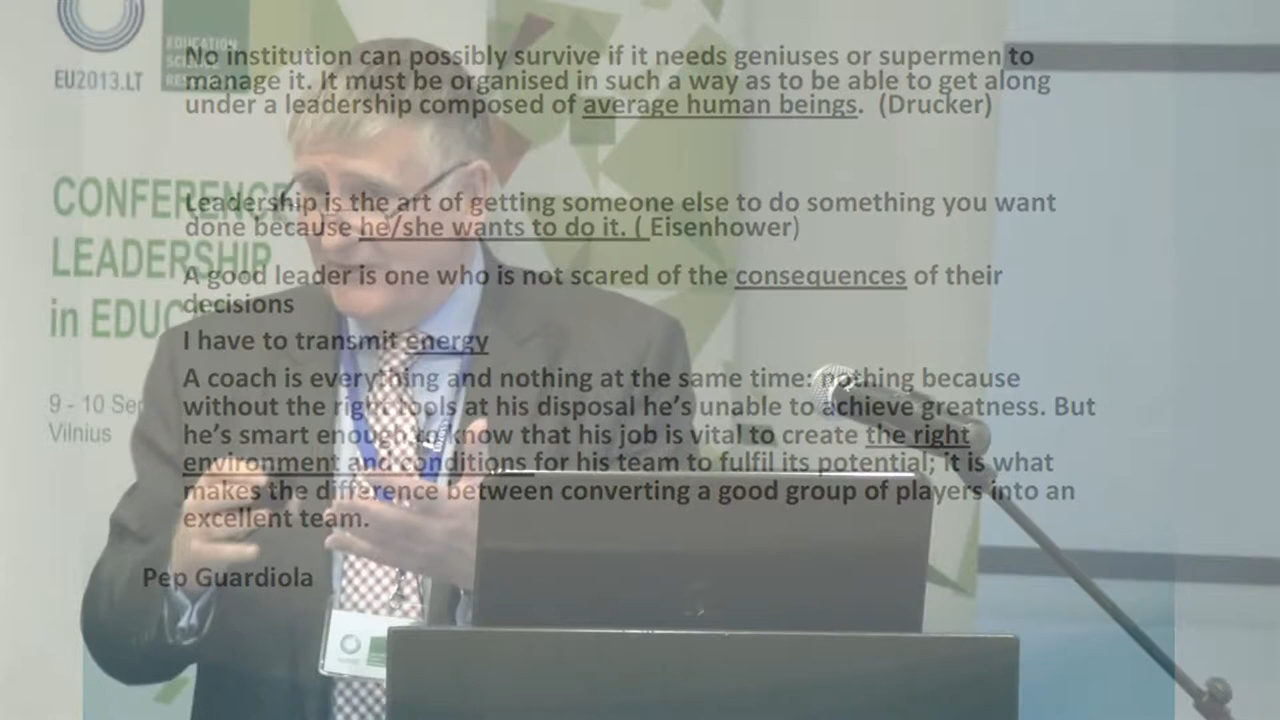 EDUCATION
SCIENCE
EU2013.LT
No institution can possibly survive if it needs geniuses or supermen to
manage it. It must be organised in such a way as to be able to get along
under a leadership composed of average human beings. (Drucker)
CONFERENCE
LEADERSHIP
in EDUC
Leadership is the art of getting someone else to do something you want
done because he/she wants to do it. ( Eisenhower)
A good leader is one who is not scared of the consequences of their
decisions
I have to transmit energy
9 - 10 Sep
Vilnius
A coach is everything and nothing at the same time: nothing because
without the right tools at his disposal he's unable to achieve greatness. But
he's smart enough to know that his job is vital to create the right
environment and conditions for his team to fulfil its potential; it is what
makes the difference between converting a good group of players into an
excellent team.
Pep Guardiola